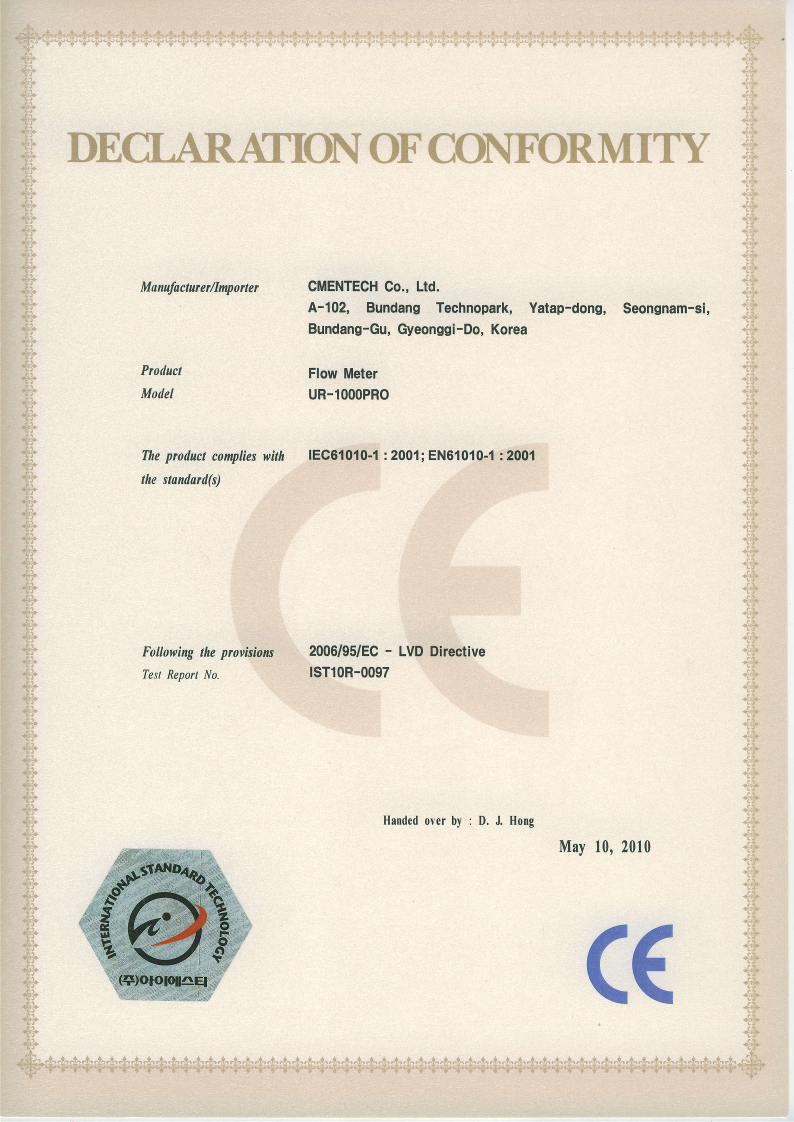 DECLARATION OF CONFORMITY
Manufacturer/Importer CMENTECH Co., Ltd.
A-102, Bundang Technopark, Yatap-dong, Seongnam-si,
Bundang-Gu, Gyeonggi-Do, Korea
Product Flow Meter
Model UR-1000PRO
The product complies with IEC61010-1 : 2001; EN61010-1 : 2001
the standard(s)
Following the provisions 2006/95/EC - LVD Directive
Test Report No. IST10R-0097
Handed over by : D. J. Hong
May 10, 2010
INTERNATIONAL STANDARD TECHNOLOGY
(주)아이에스티
CE
CE